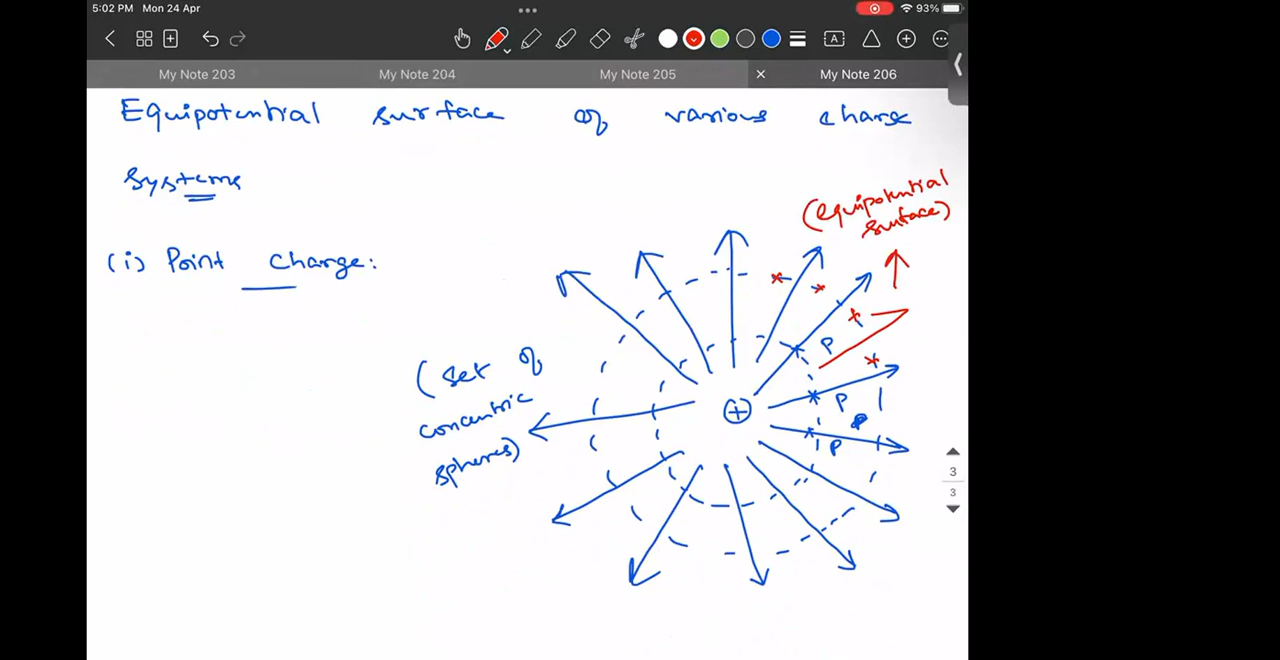 5:02 PM Mon 24 Apr
93%
A
My Note 203
My Note 204
My Note 205
My Note 206
Equipotential surface of various charge
systems
(equipotential
surface)
(i) Point charge:
(set of
concentric
spheres)
+
P
P
P
P
3
3